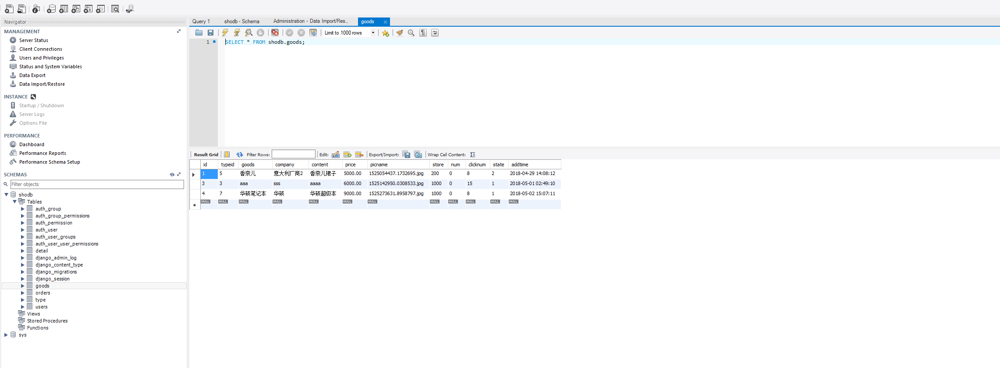 Navigator
MANAGEMENT
Server Status
Client Connections
Users and Privileges
Status and System Variables
Data Export
Data Import/Restore
INSTANCE
Startup / Shutdown
Server Logs
Options File
PERFORMANCE
Dashboard
Performance Reports
Performance Schema Setup
SCHEMAS
Filter objects
shodb
Tables
auth_group
auth_group_permissions
auth_permission
auth_user
auth_user_groups
auth_user_user_permissions
detail
django_admin_log
django_content_type
django_migrations
django_session
goods
orders
type
users
Views
Stored Procedures
Functions
sys
Query 1 shodb - Schema Administration - Data Import/Res... goods
Limit to 1000 rows
1 SELECT * FROM shodb.goods;
Result Grid Filter Rows: Edit: Export/Import: Wrap Cell Content:
id typeid goods company content price picname store num clicknum state addtime
1 5 香奈儿 意大利厂商2 香奈儿裙子 5000.00 1525054437.1732695.jpg 200 0 8 2 2018-04-29 14:08:12
3 3 aaa sss aaaa 6000.00 1525142950.0308533.jpg 1000 0 15 1 2018-05-01 02:49:10
4 7 华硕笔记本 华硕 华硕超级本 9000.00 1525273631.8958797.jpg 1000 0 8 1 2018-05-02 15:07:11
NULL NULL NULL NULL NULL NULL NULL NULL NULL NULL NULL NULL